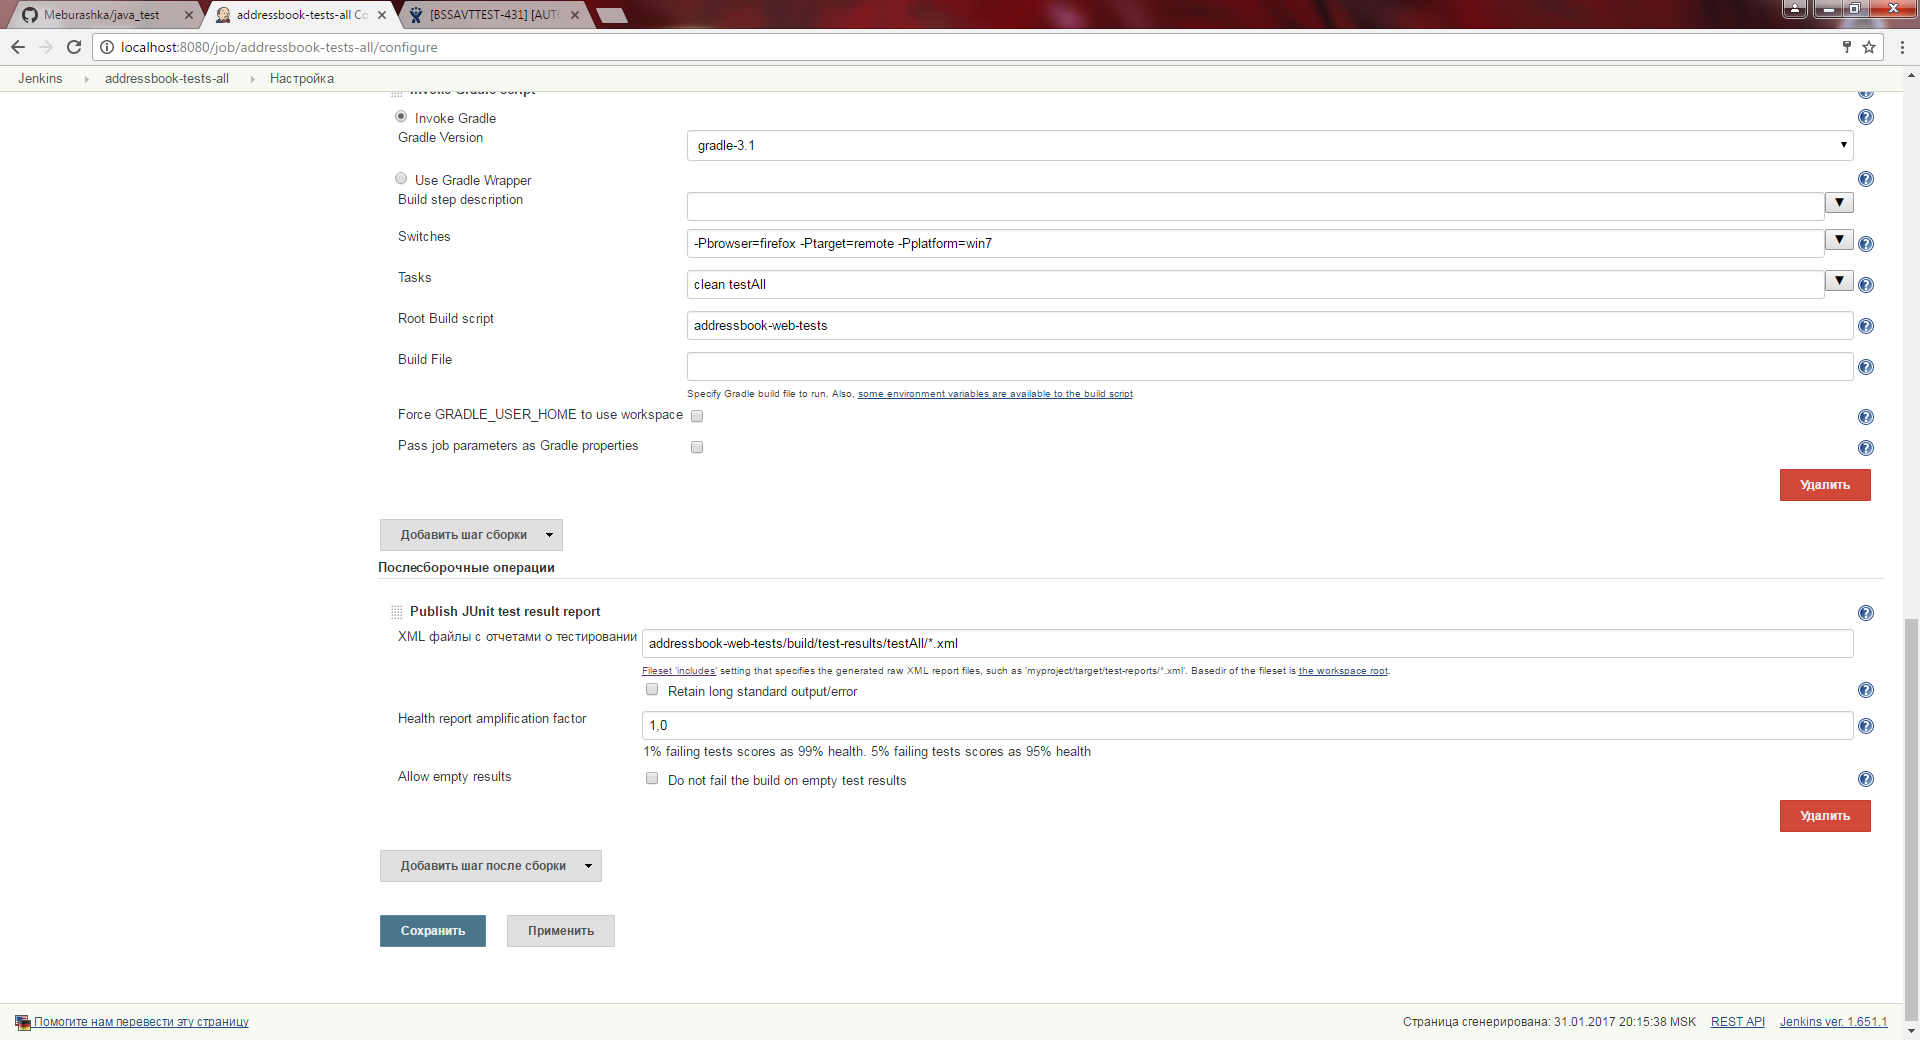 Meburashka/java_test
addressbook-tests-all Co
[BSSAVTTEST-431] [AUTO
localhost:8080/job/addressbook-tests-all/configure
Jenkins addressbook-tests-all Настройка
Invoke Gradle script
Invoke Gradle
Gradle Version
gradle-3.1
Use Gradle Wrapper
Build step description
Switches
-Pbrowser=firefox -Ptarget=remote -Pplatform=win7
Tasks
clean testAll
Root Build script
addressbook-web-tests
Build File
Specify Gradle build file to run. Also, some environment variables are available to the build script
Force GRADLE_USER_HOME to use workspace
Pass job parameters as Gradle properties
Удалить
Добавить шаг сборки
Послесборочные операции
Publish JUnit test result report
XML файлы с отчетами о тестировании
addressbook-web-tests/build/test-results/testAll/*.xml
Fileset 'includes' setting that specifies the generated raw XML report files, such as 'myproject/target/test-reports/*.xml'. Basedir of the fileset is the workspace root.
Retain long standard output/error
Health report amplification factor
1,0
1% failing tests scores as 99% health. 5% failing tests scores as 95% health
Allow empty results
Do not fail the build on empty test results
Удалить
Добавить шаг после сборки
Сохранить
Применить
Помогите нам перевести эту страницу
Страница сгенерирована: 31.01.2017 20:15:38 MSK REST API Jenkins ver. 1.651.1